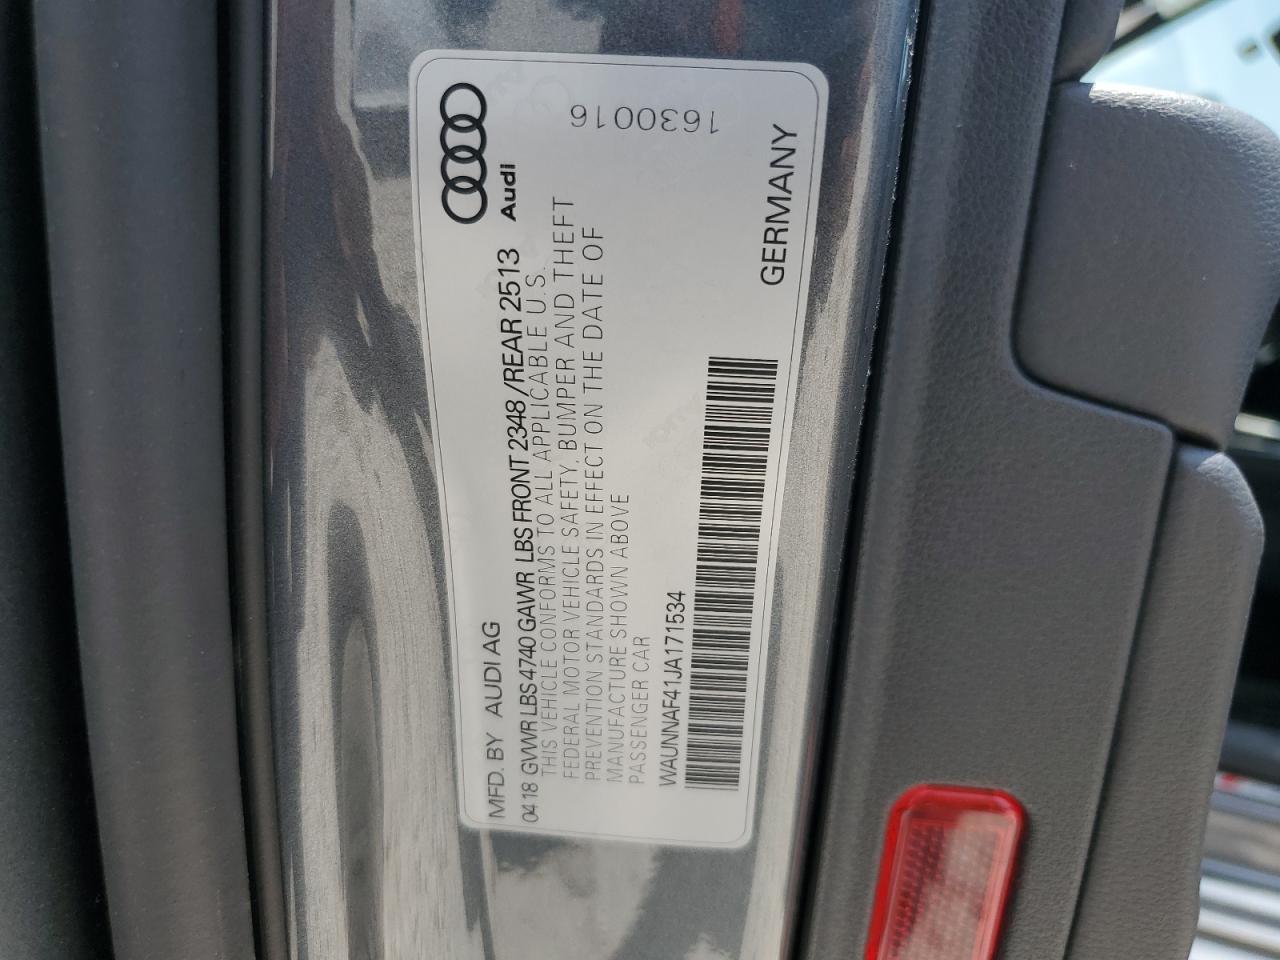 MFD. BY AUDI AG
Audi
04 18 GVWR LBS 4740 GAWR LBS FRONT 2348 /REAR 2513
THIS VEHICLE CONFORMS TO ALL APPLICABLE U.S.
FEDERAL MOTOR VEHICLE SAFETY, BUMPER AND THEFT
PREVENTION STANDARDS IN EFFECT ON THE DATE OF
MANUFACTURE SHOWN ABOVE
PASSENGER CAR
WAUNNAF41JA171534
GERMANY
1630016